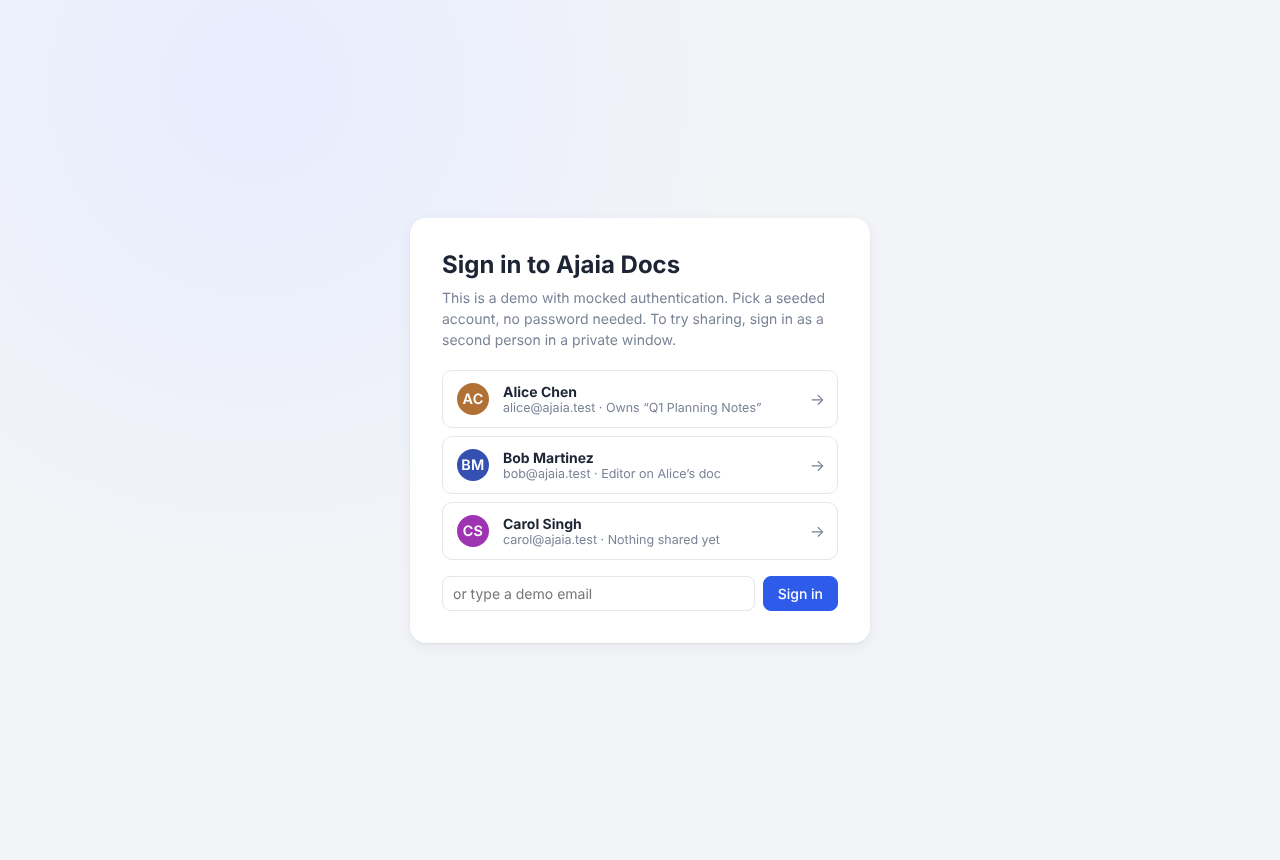 Sign in to Ajaia Docs
This is a demo with mocked authentication. Pick a seeded
account, no password needed. To try sharing, sign in as a
second person in a private window.
AC
Alice Chen
alice@ajaia.test · Owns “Q1 Planning Notes”
→
BM
Bob Martinez
bob@ajaia.test · Editor on Alice’s doc
→
CS
Carol Singh
carol@ajaia.test · Nothing shared yet
→
or type a demo email
Sign in